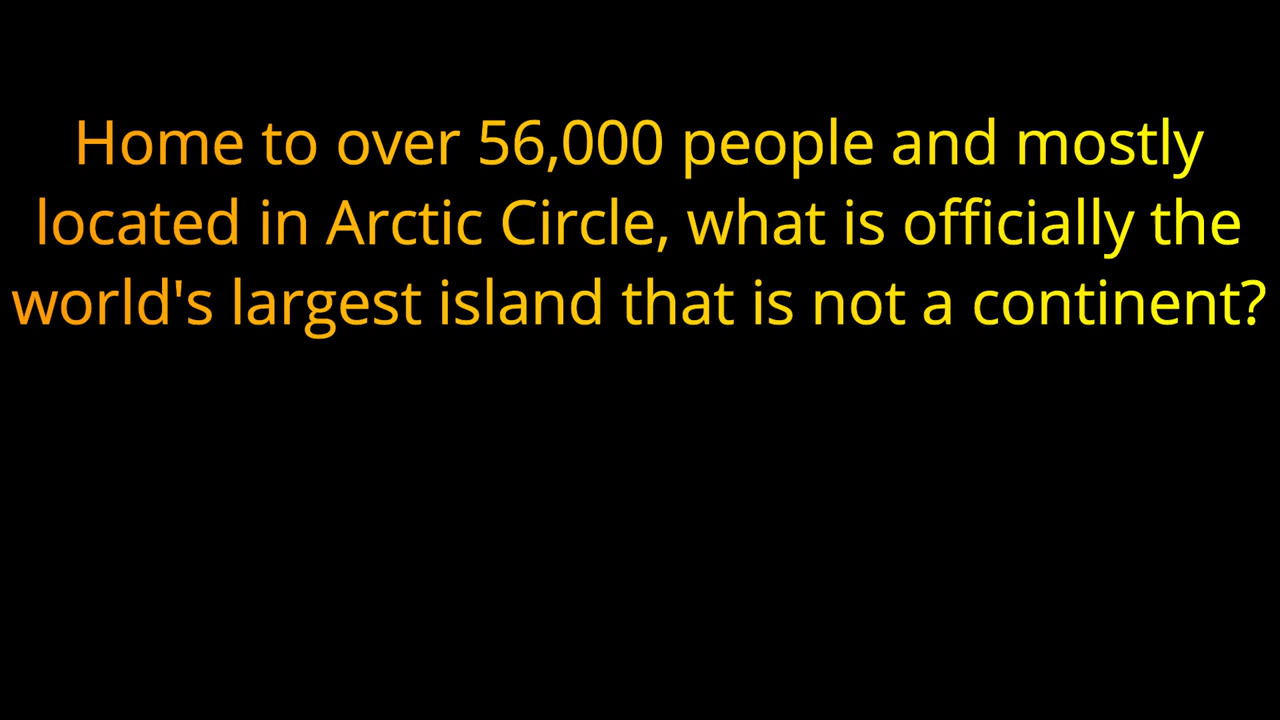 Home to over 56,000 people and mostly
located in Arctic Circle, what is officially the
world's largest island that is not a continent?